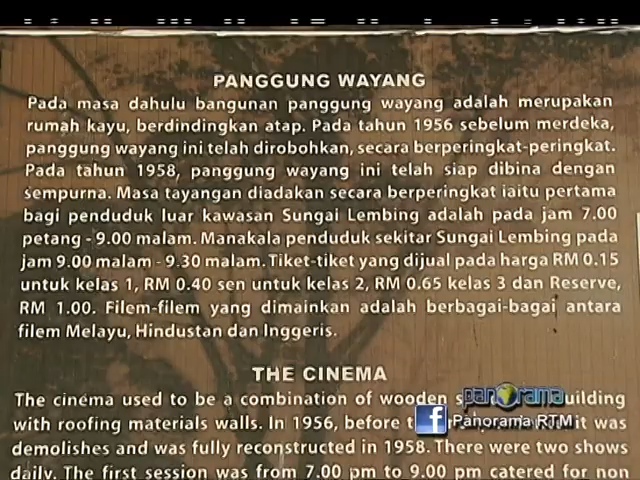 PANGGUNG WAYANG
Pada masa dahulu bangunan panggung wayang adalah merupakan
rumah kayu, berdindingkan atap. Pada tahun 1956 sebelum merdeka,
panggung wayang ini telah dirobohkan, secara berperingkat-peringkat.
Pada tahun 1958, panggung wayang ini telah siap dibina dengan
sempurna. Masa tayangan diadakan secara berperingkat iaitu pertama
bagi penduduk luar kawasan Sungai Lembing adalah pada jam 7.00
petang - 9.00 malam. Manakala penduduk sekitar Sungai Lembing pada
jam 9.00 malam - 9.30 malam. Tiket-tiket yang dijual pada harga RM 0.15
untuk kelas 1, RM 0.40 sen untuk kelas 2, RM 0.65 kelas 3 dan Reserve,
RM 1.00. Filem-filem yang dimainkan adalah berbagai-bagai antara
filem Melayu, Hindustan dan Inggeris.
THE CINEMA
The cinema used to be a combination of wooden
with roofing materials walls. In 1956, before it was
demolishes and was fully reconstructed in 1958. There were two shows
daily. The first session was from 7.00 pm to 9.00 pm catered for non
panorama
f Panorama RTM